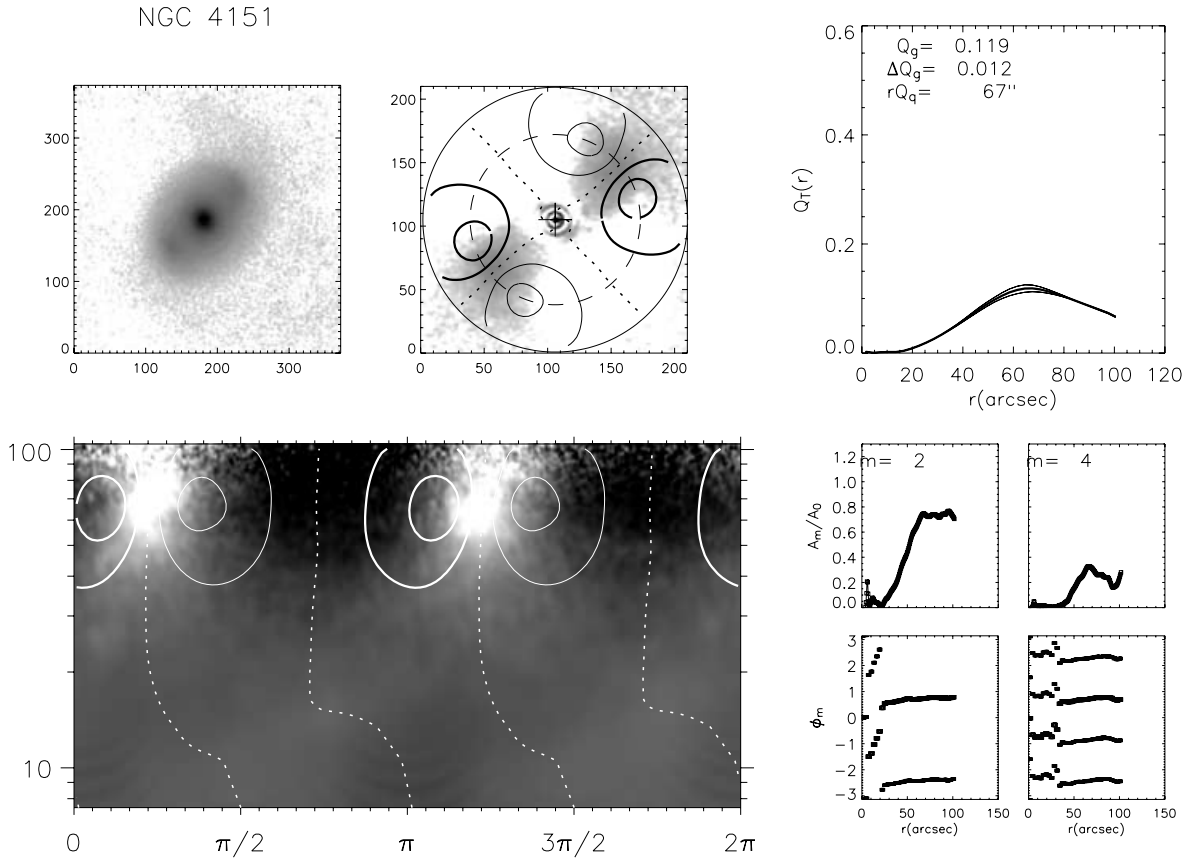 NGC 4151
300
200
100
0
0 100 200 300
200
150
100
50
0
0 50 100 150 200
Q_g= 0.119
ΔQ_g= 0.012
rQ_q= 67''
0.6
0.4
0.2
0.0
Q_T(r)
0 20 40 60 80 100 120
r(arcsec)
100
10
0 π/2 π 3π/2 2π
m= 2
m= 4
1.2
1.0
0.8
0.6
0.4
0.2
0.0
A_m/A_0
3
2
1
0
-1
-2
-3
ϕ_m
0 50 100 150
r(arcsec)
0 50 100 150
r(arcsec)